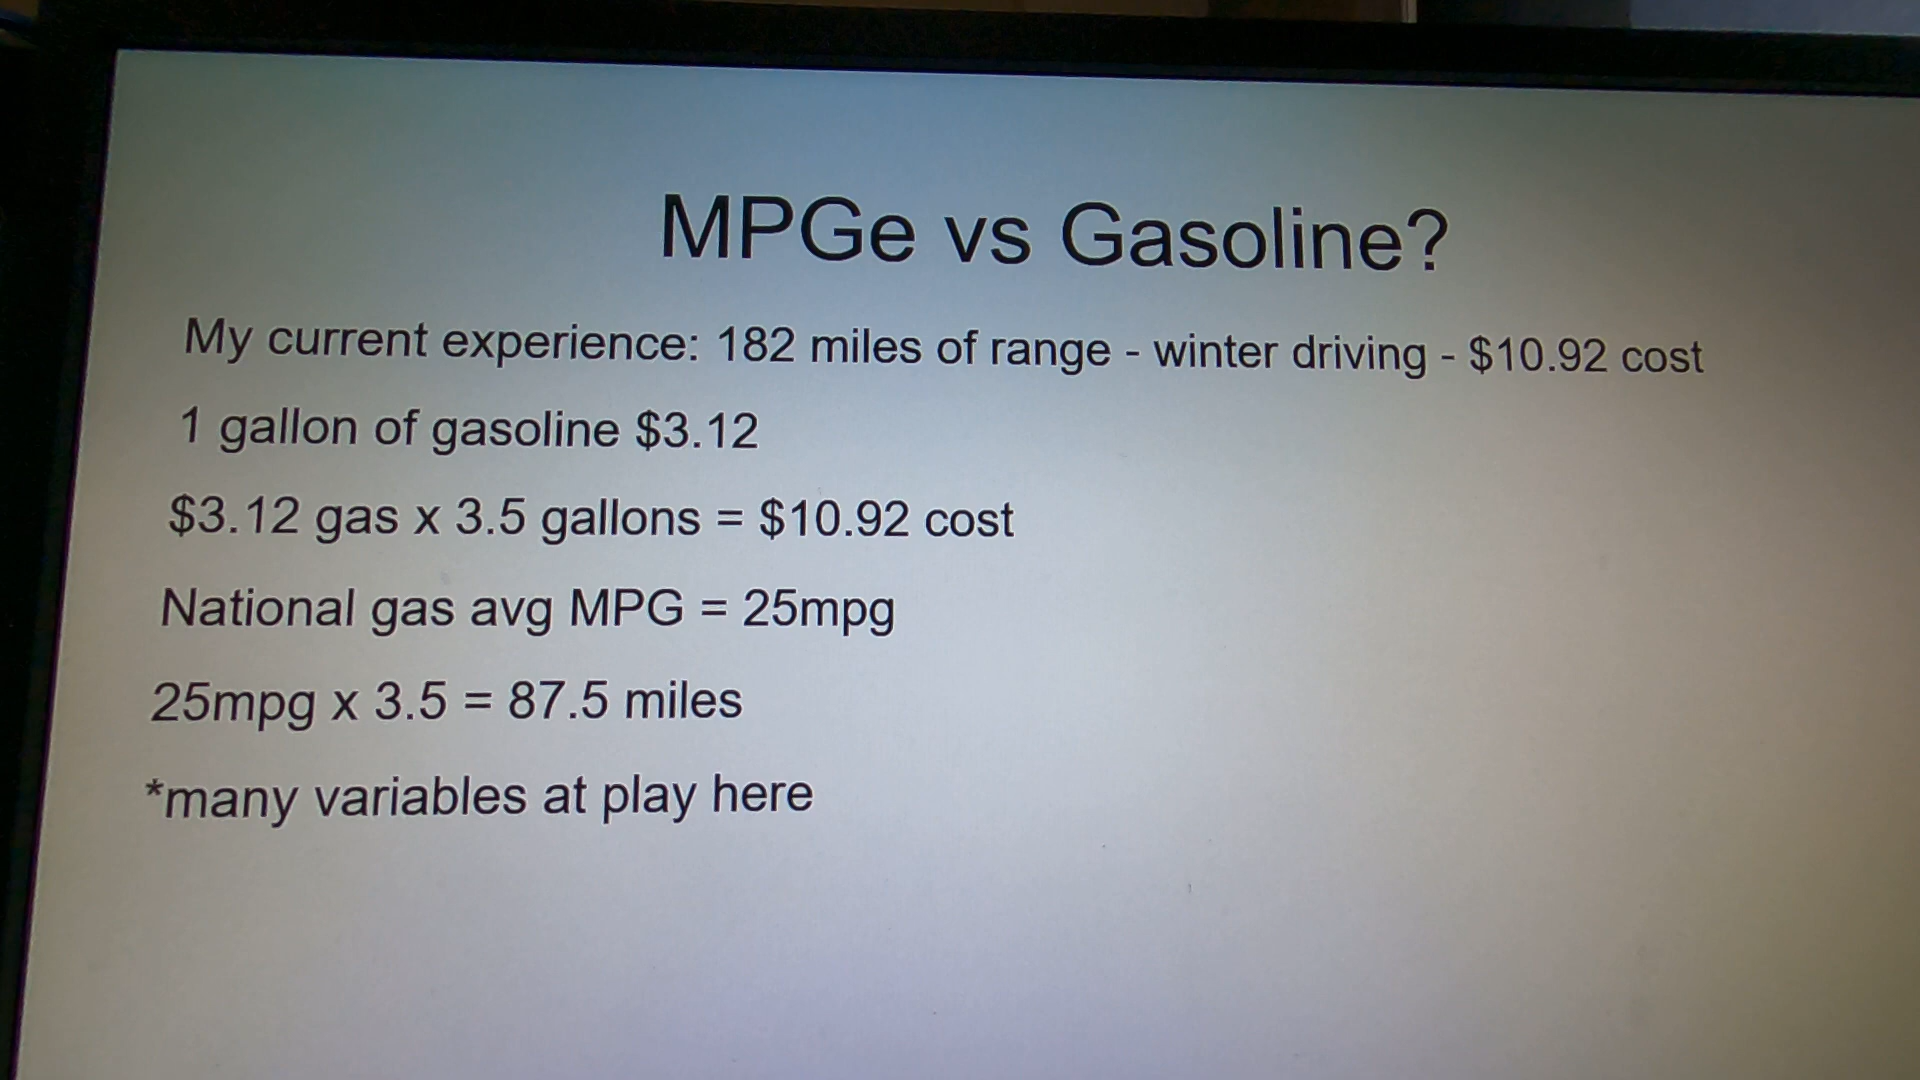 MPGe vs Gasoline?
My current experience: 182 miles of range - winter driving - $10.92 cost
1 gallon of gasoline $3.12
$3.12 gas x 3.5 gallons = $10.92 cost
National gas avg MPG = 25mpg
25mpg x 3.5 = 87.5 miles
*many variables at play here